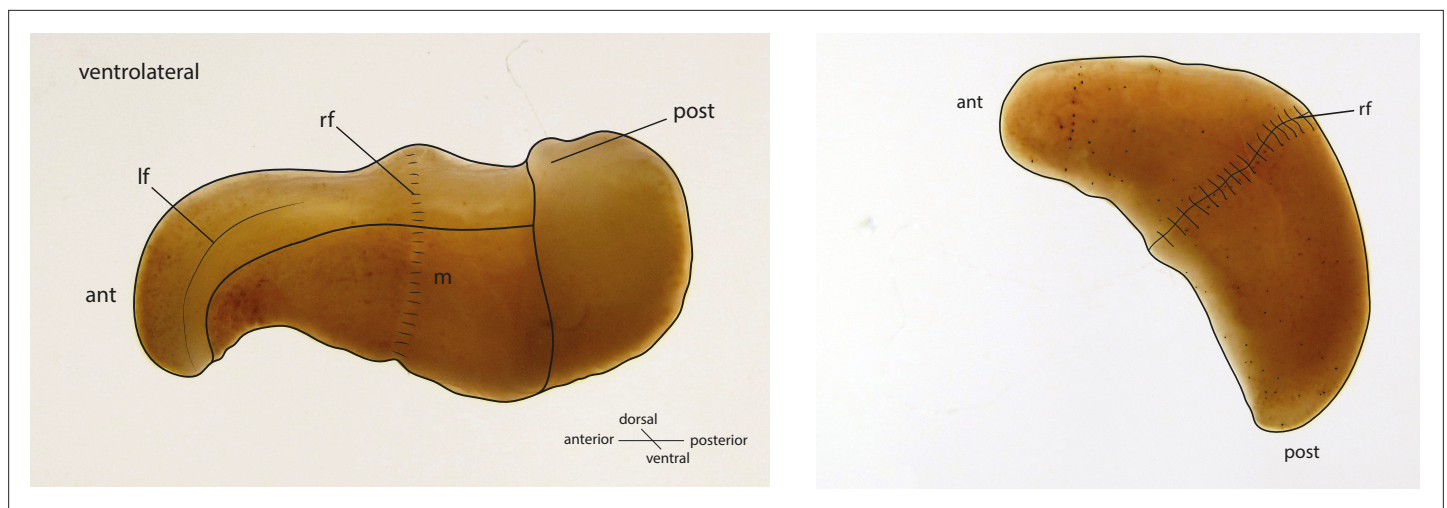 ventrolateral
rf
post
lf
ant
m
dorsal
anterior posterior
ventral
ant
rf
post